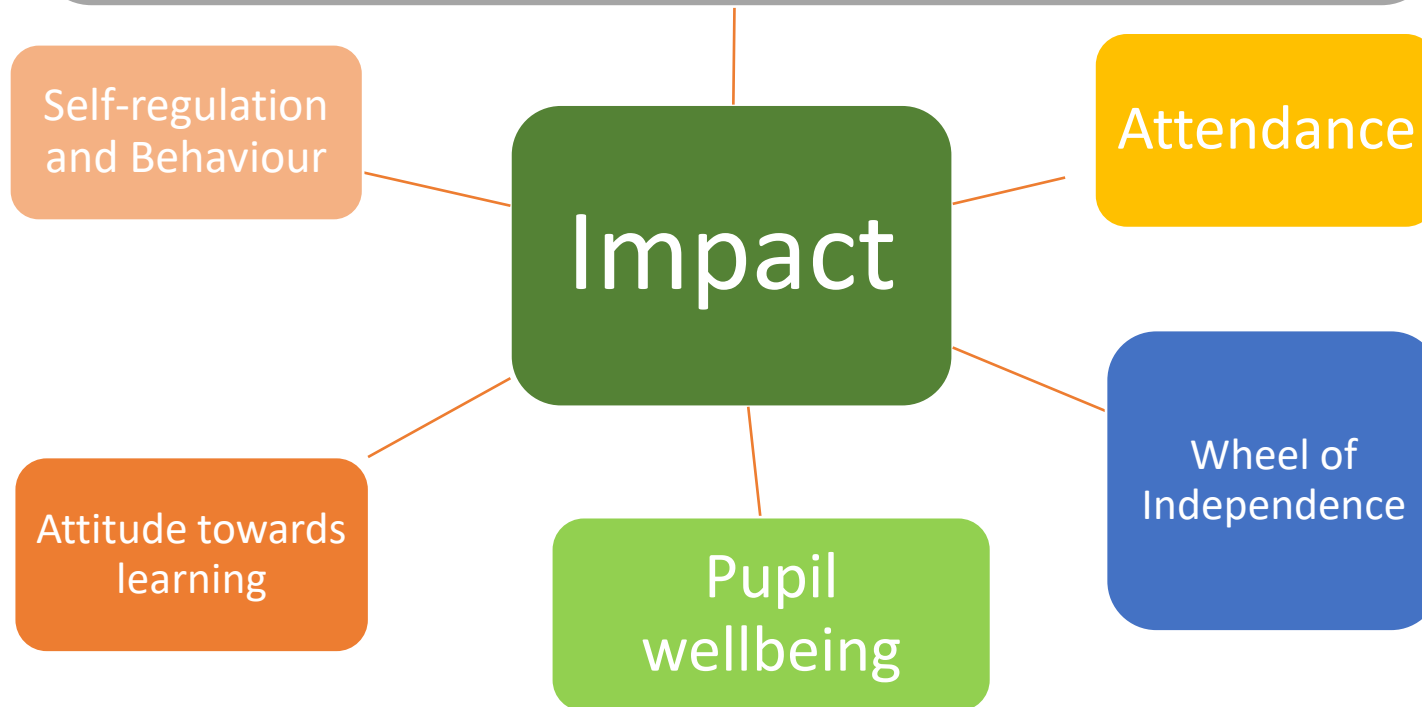 Self-regulation
and Behaviour
Attendance
Impact
Wheel of
Independence
Attitude towards
learning
Pupil
wellbeing